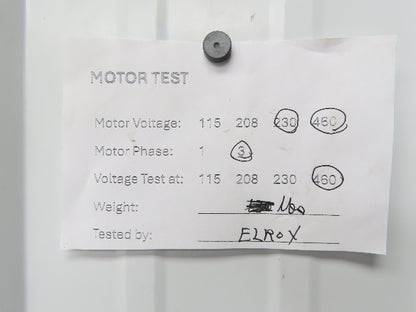 MOTOR TEST
Motor Voltage: 115 208 230 460
Motor Phase: 1 3
Voltage Test at: 115 208 230 460
Weight: lbs
Tested by: ELROX